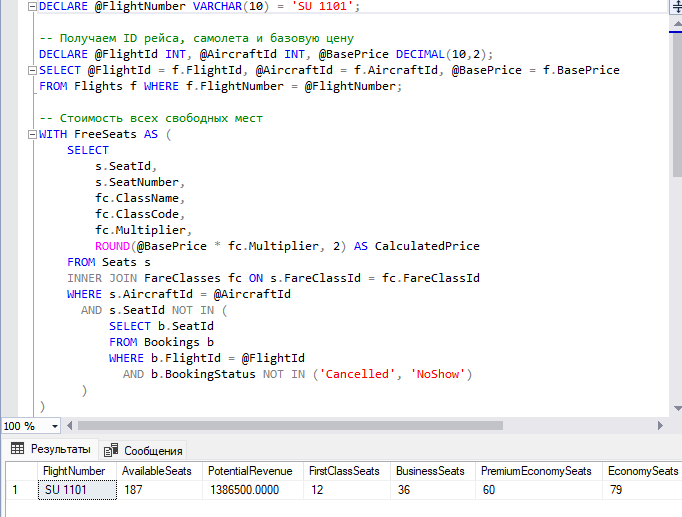 DECLARE @FlightNumber VARCHAR(10) = 'SU 1101';
-- Получаем ID рейса, самолета и базовую цену
DECLARE @FlightId INT, @AircraftId INT, @BasePrice DECIMAL(10,2);
SELECT @FlightId = f.FlightId, @AircraftId = f.AircraftId, @BasePrice = f.BasePrice
FROM Flights f WHERE f.FlightNumber = @FlightNumber;
-- Стоимость всех свободных мест
WITH FreeSeats AS (
SELECT
s.SeatId,
s.SeatNumber,
fc.ClassName,
fc.ClassCode,
fc.Multiplier,
ROUND(@BasePrice * fc.Multiplier, 2) AS CalculatedPrice
FROM Seats s
INNER JOIN FareClasses fc ON s.FareClassId = fc.FareClassId
WHERE s.AircraftId = @AircraftId
AND s.SeatId NOT IN (
SELECT b.SeatId
FROM Bookings b
WHERE b.FlightId = @FlightId
AND b.BookingStatus NOT IN ('Cancelled', 'NoShow')
)
)
100 %
Результаты Сообщения
FlightNumber AvailableSeats PotentialRevenue FirstClassSeats BusinessSeats PremiumEconomySeats EconomySeats
1 SU 1101 187 1386500.0000 12 36 60 79